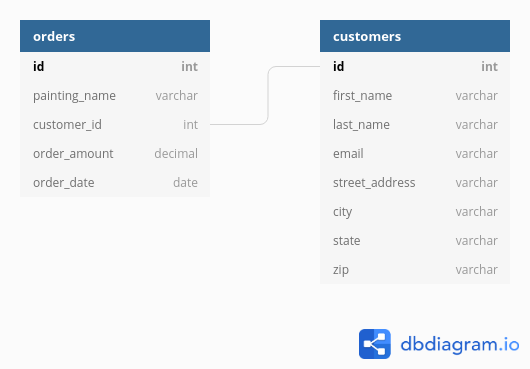 orders
id int
painting_name varchar
customer_id int
order_amount decimal
order_date date
customers
id int
first_name varchar
last_name varchar
email varchar
street_address varchar
city varchar
state varchar
zip varchar
dbdiagram.io